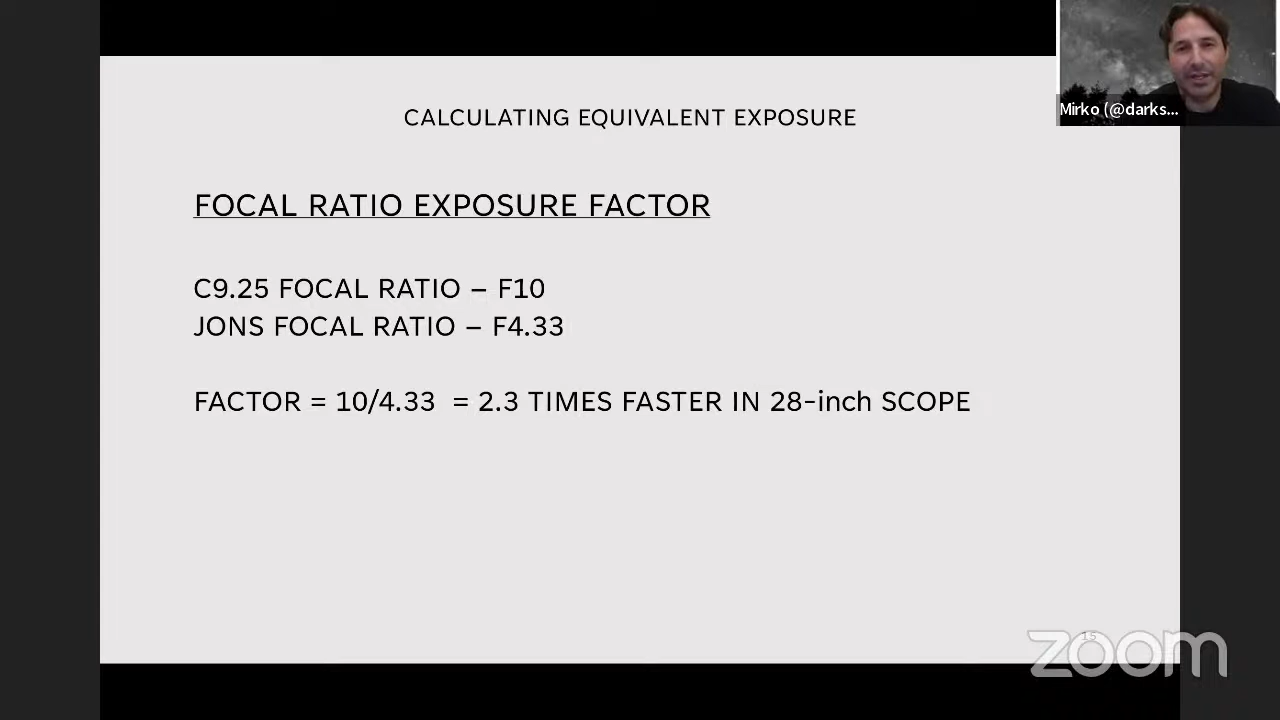 Mirko (@darks...
CALCULATING EQUIVALENT EXPOSURE
FOCAL RATIO EXPOSURE FACTOR
C9.25 FOCAL RATIO – F10
JONS FOCAL RATIO – F4.33
FACTOR = 10/4.33 = 2.3 TIMES FASTER IN 28-inch SCOPE
15
zoom